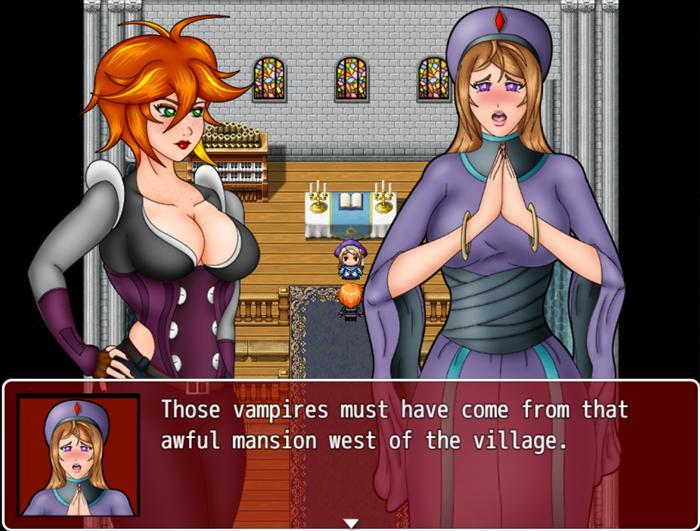 Those vampires must have come from that
awful mansion west of the village.